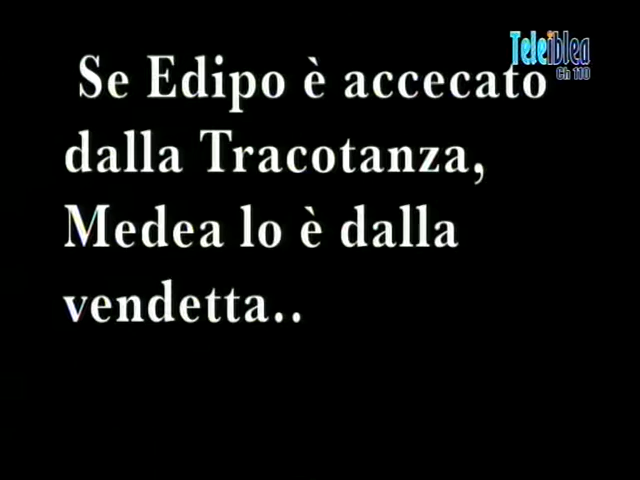 Teleiblea
Ch 110
Se Edipo è accecato
dalla Tracotanza,
Medea lo è dalla
vendetta..